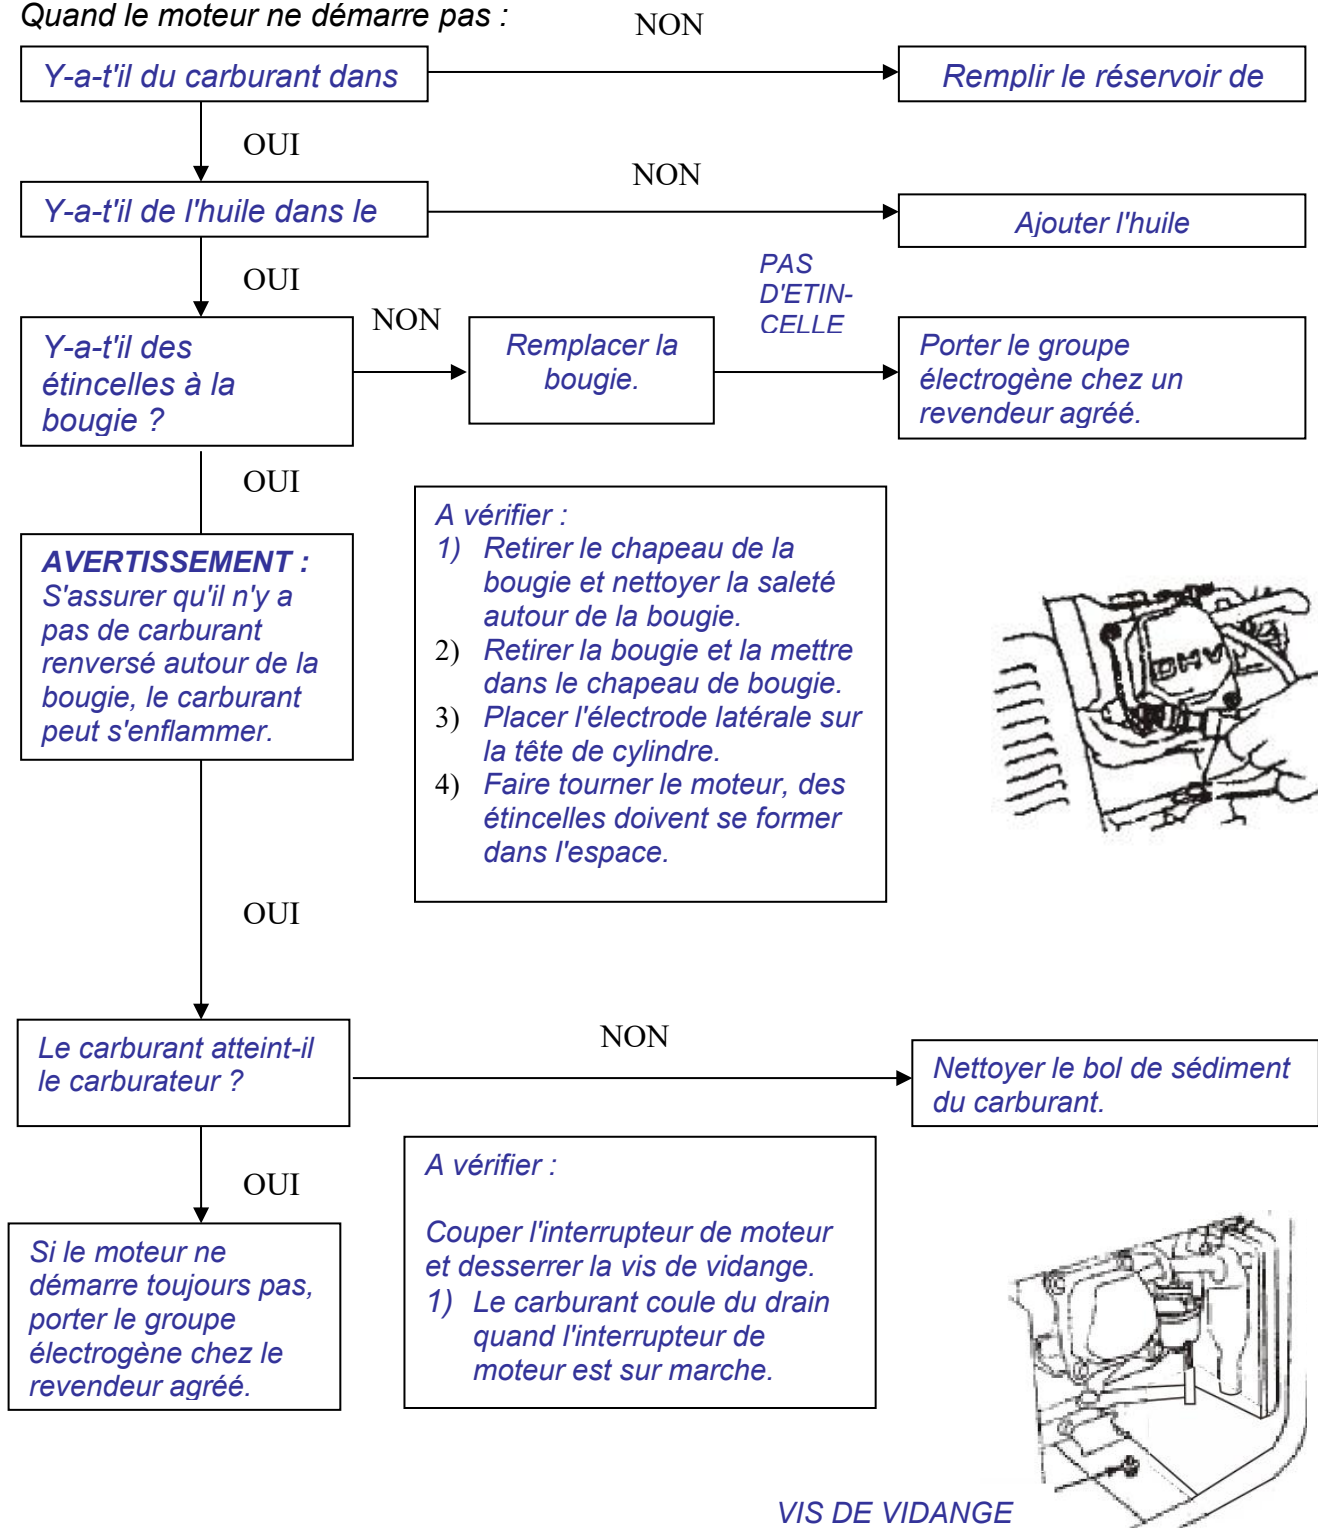 Quand le moteur ne démarre pas :
NON
Y-a-t'il du carburant dans
Remplir le réservoir de
OUI
NON
Y-a-t'il de l'huile dans le
Ajouter l'huile
OUI
PAS
D'ETIN-
CELLE
NON
Y-a-t'il des
étincelles à la
bougie ?
Remplacer la
bougie.
Porter le groupe
électrogène chez un
revendeur agréé.
OUI
AVERTISSEMENT :
S'assurer qu'il n'y a
pas de carburant
renversé autour de la
bougie, le carburant
peut s'enflammer.
A vérifier :
1) Retirer le chapeau de la
bougie et nettoyer la saleté
autour de la bougie.
2) Retirer la bougie et la mettre
dans le chapeau de bougie.
3) Placer l'électrode latérale sur
la tête de cylindre.
4) Faire tourner le moteur, des
étincelles doivent se former
dans l'espace.
OHV
OUI
Le carburant atteint-il
le carburateur ?
NON
Nettoyer le bol de sédiment
du carburant.
OUI
Si le moteur ne
démarre toujours pas,
porter le groupe
électrogène chez le
revendeur agréé.
A vérifier :
Couper l'interrupteur de moteur
et desserrer la vis de vidange.
1) Le carburant coule du drain
quand l'interrupteur de
moteur est sur marche.
VIS DE VIDANGE